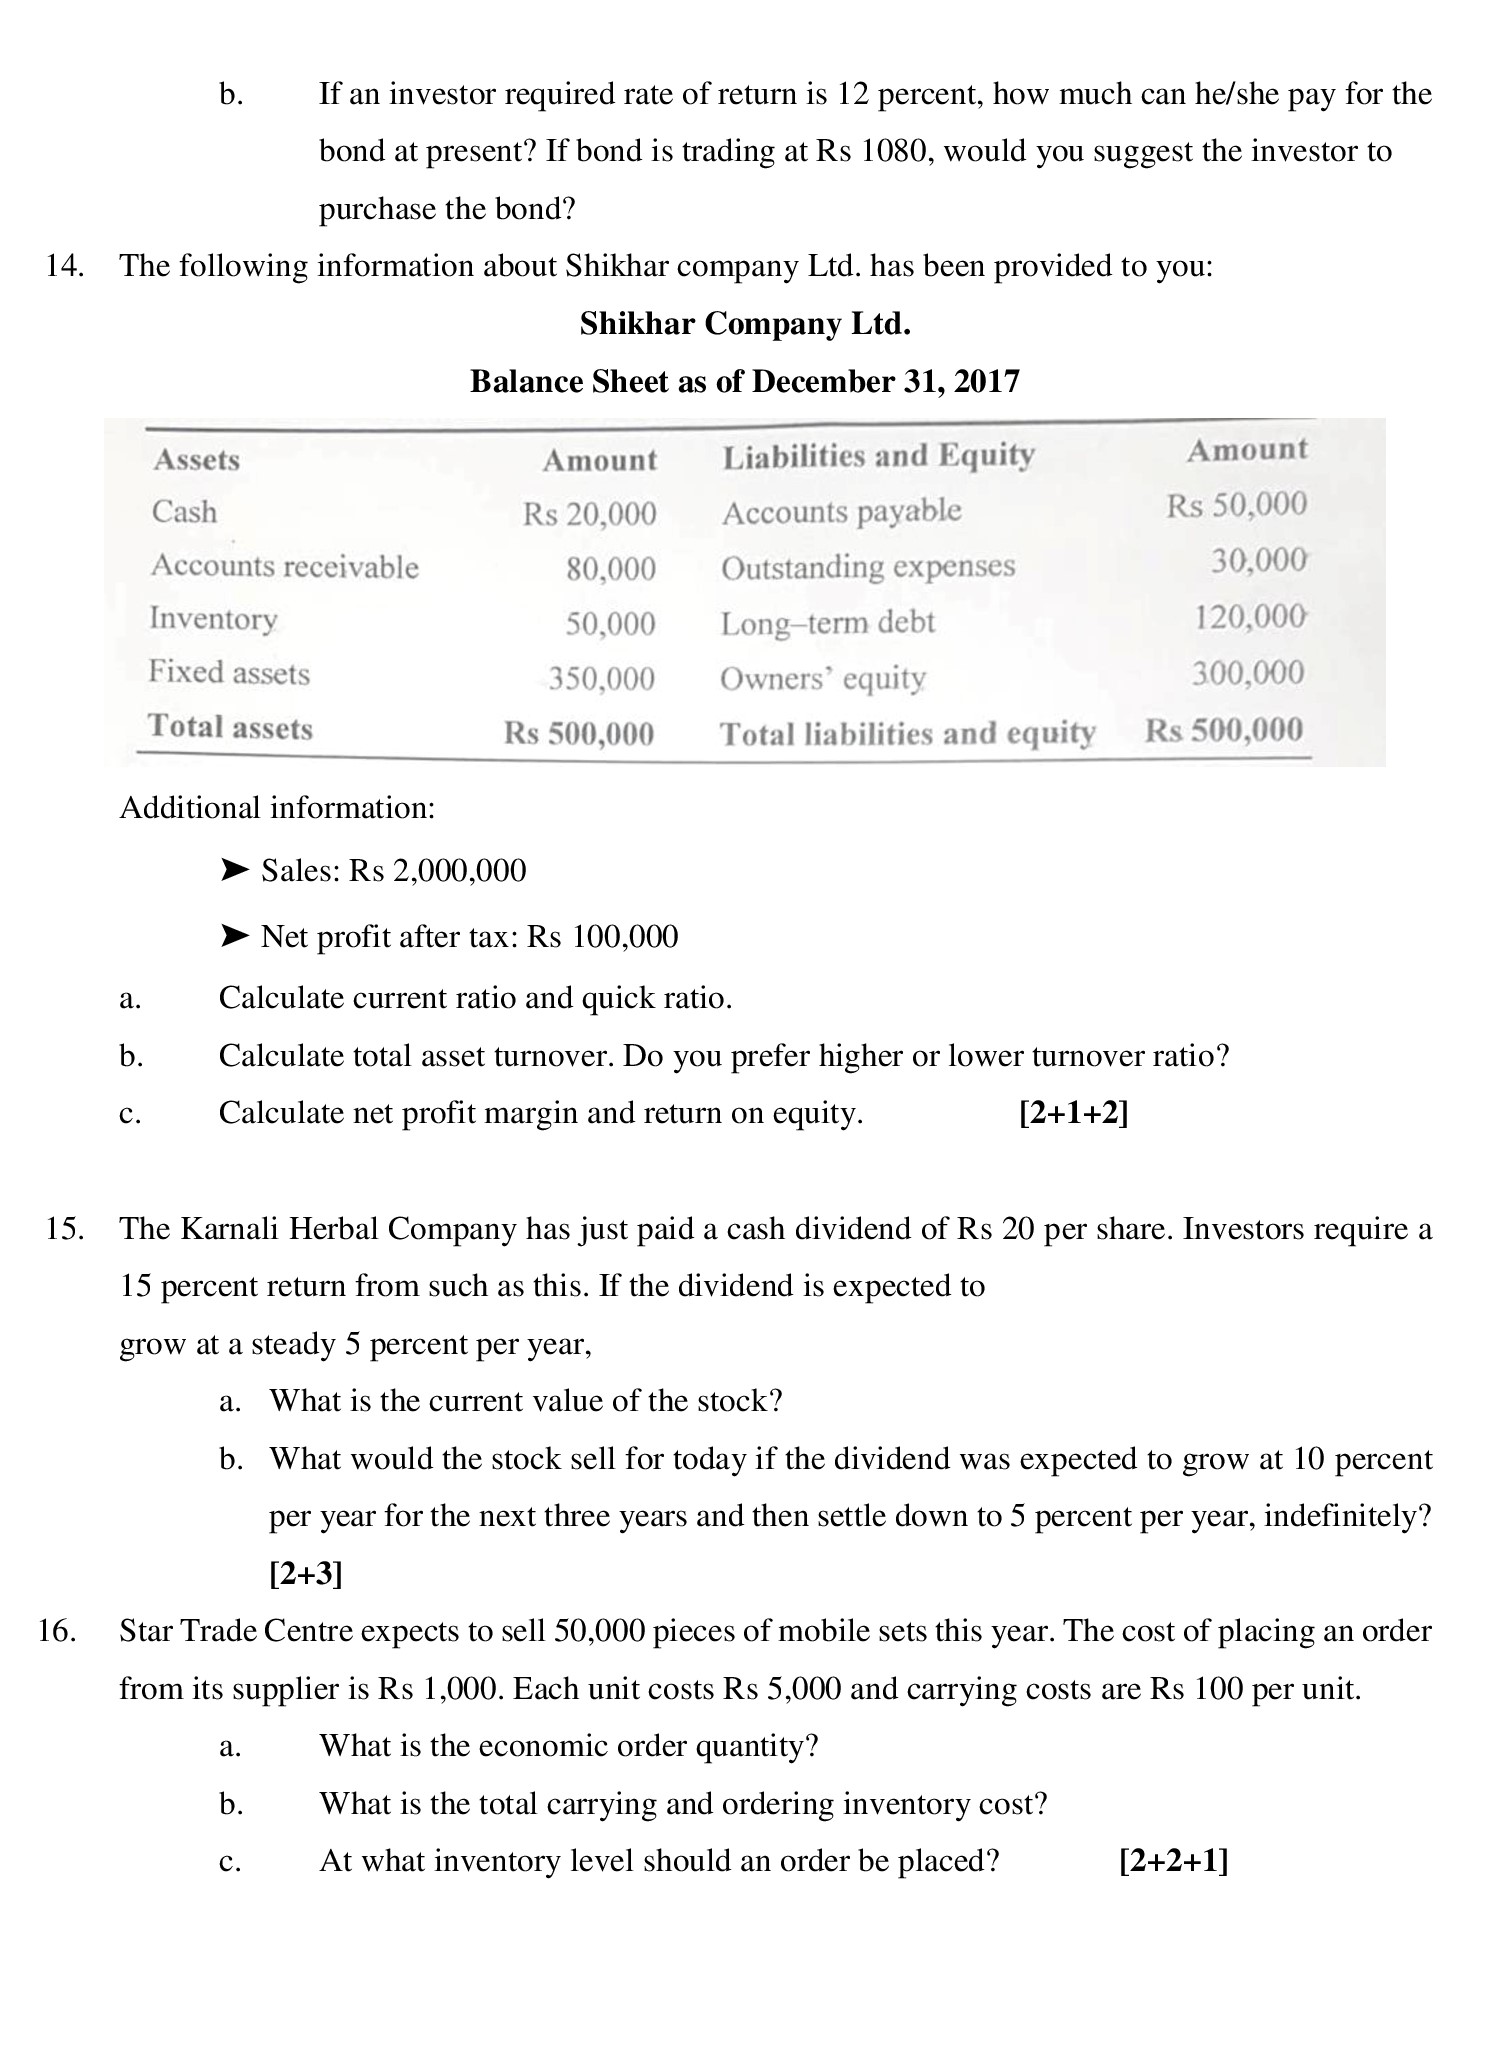 b. If an investor required rate of return is 12 percent, how much can he/she pay for the
bond at present? If bond is trading at Rs 1080, would you suggest the investor to
purchase the bond?
14. The following information about Shikhar company Ltd. has been provided to you:
Shikhar Company Ltd.
Balance Sheet as of December 31, 2017
Assets Amount Liabilities and Equity Amount
Cash Rs 20,000 Accounts payable Rs 50,000
Accounts receivable 80,000 Outstanding expenses 30,000
Inventory 50,000 Long–term debt 120,000
Fixed assets 350,000 Owners' equity 300,000
Total assets Rs 500,000 Total liabilities and equity Rs 500,000
Additional information:
➤ Sales: Rs 2,000,000
➤ Net profit after tax: Rs 100,000
a. Calculate current ratio and quick ratio.
b. Calculate total asset turnover. Do you prefer higher or lower turnover ratio?
c. Calculate net profit margin and return on equity. [2+1+2]
15. The Karnali Herbal Company has just paid a cash dividend of Rs 20 per share. Investors require a
15 percent return from such as this. If the dividend is expected to
grow at a steady 5 percent per year,
a. What is the current value of the stock?
b. What would the stock sell for today if the dividend was expected to grow at 10 percent
per year for the next three years and then settle down to 5 percent per year, indefinitely?
[2+3]
16. Star Trade Centre expects to sell 50,000 pieces of mobile sets this year. The cost of placing an order
from its supplier is Rs 1,000. Each unit costs Rs 5,000 and carrying costs are Rs 100 per unit.
a. What is the economic order quantity?
b. What is the total carrying and ordering inventory cost?
c. At what inventory level should an order be placed? [2+2+1]